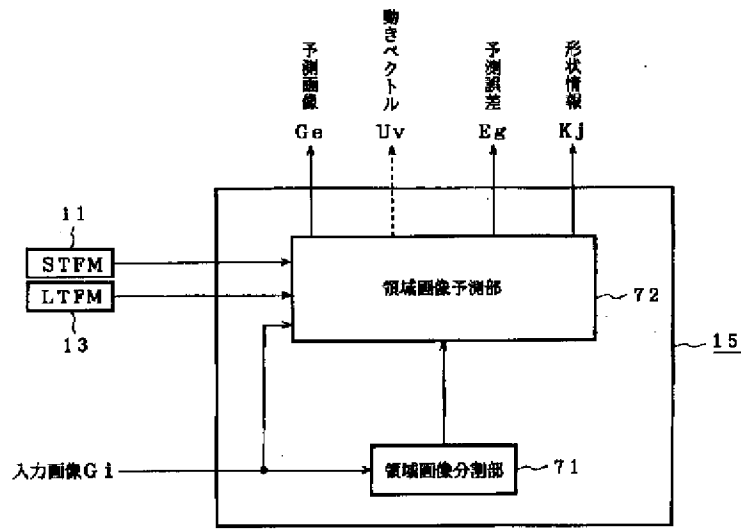 予測画像
Ge
動きベクトル
Uv
予測誤差
Eg
形状情報
Kj
11
STFM
LTFM
13
領域画像予測部
72
15
入力画像Gi
領域画像分割部
71